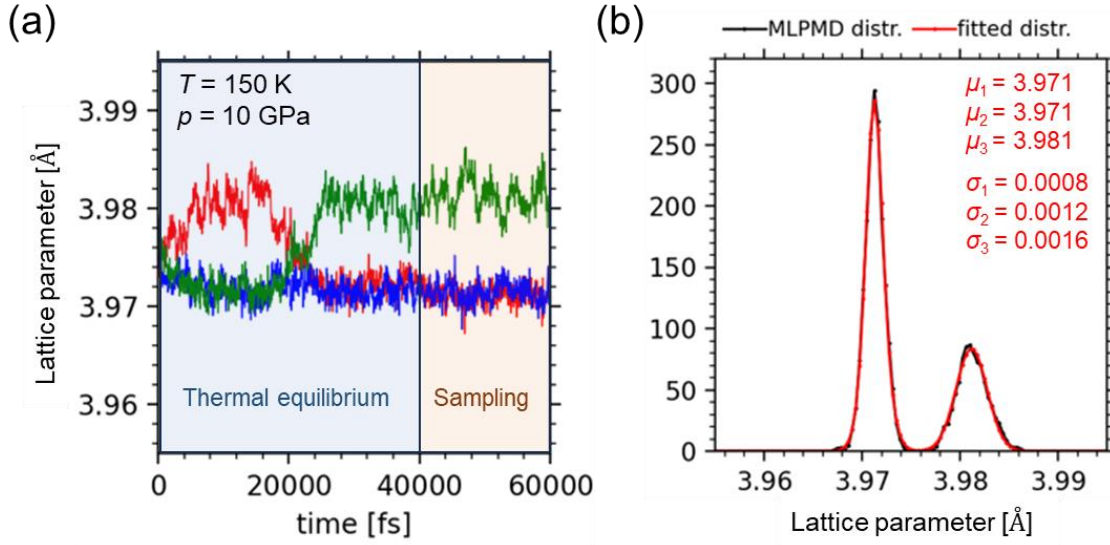 (a)
T = 150 K
p = 10 GPa
Lattice parameter [Å]
3.99
3.98
3.97
3.96
Thermal equilibrium
Sampling
0
20000
40000
60000
time [fs]
(b)
MLPMD distr.
fitted distr.
300
250
200
150
100
50
0
μ1 = 3.971
μ2 = 3.971
μ3 = 3.981
σ1 = 0.0008
σ2 = 0.0012
σ3 = 0.0016
3.96
3.97
3.98
3.99
Lattice parameter [Å]